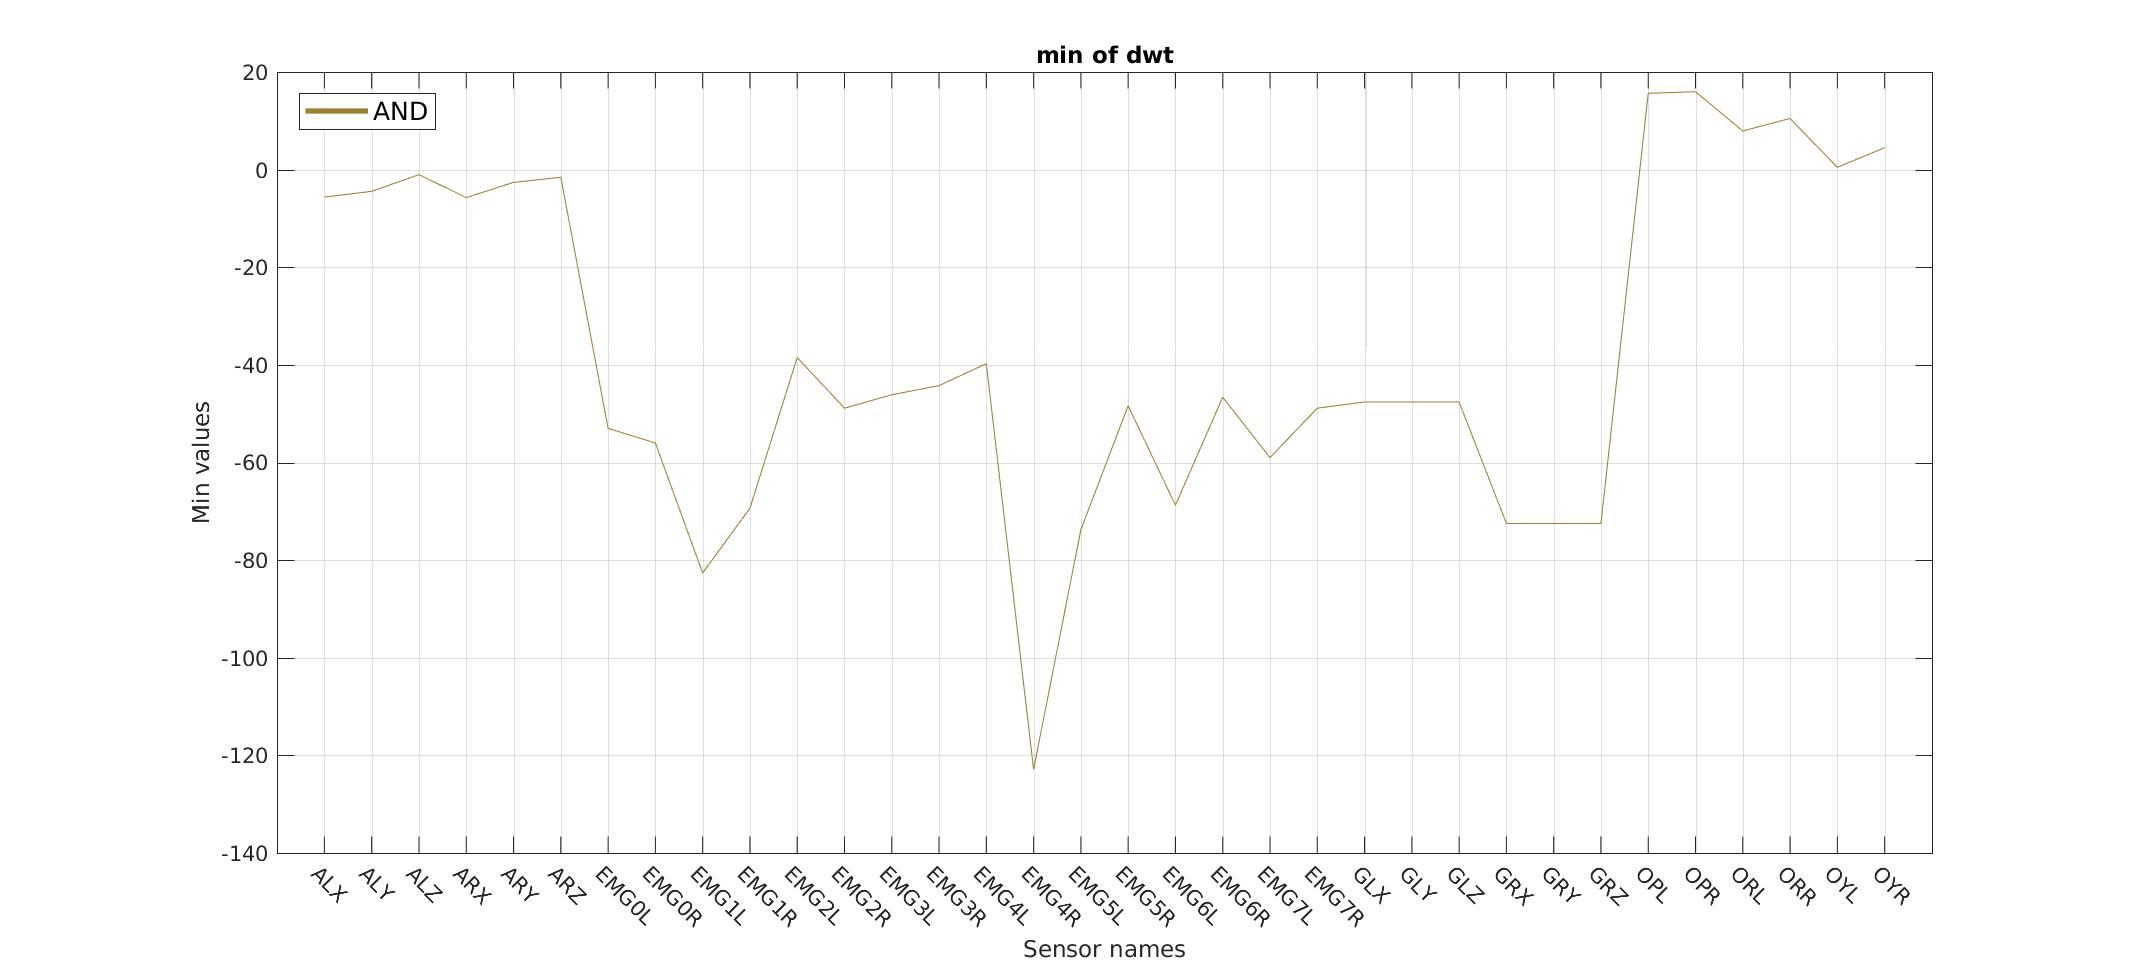 min of dwt
AND
20
0
-20
-40
-60
-80
-100
-120
-140
Min values
ALX
ALY
ALZ
ARX
ARY
ARZ
EMG0L
EMG0R
EMG1L
EMG1R
EMG2L
EMG2R
EMG3L
EMG3R
EMG4L
EMG4R
EMG5L
EMG5R
EMG6L
EMG6R
EMG7L
EMG7R
GLX
GLY
GLZ
GRX
GRY
GRZ
OPL
OPR
ORL
ORR
OYL
OYR
Sensor names